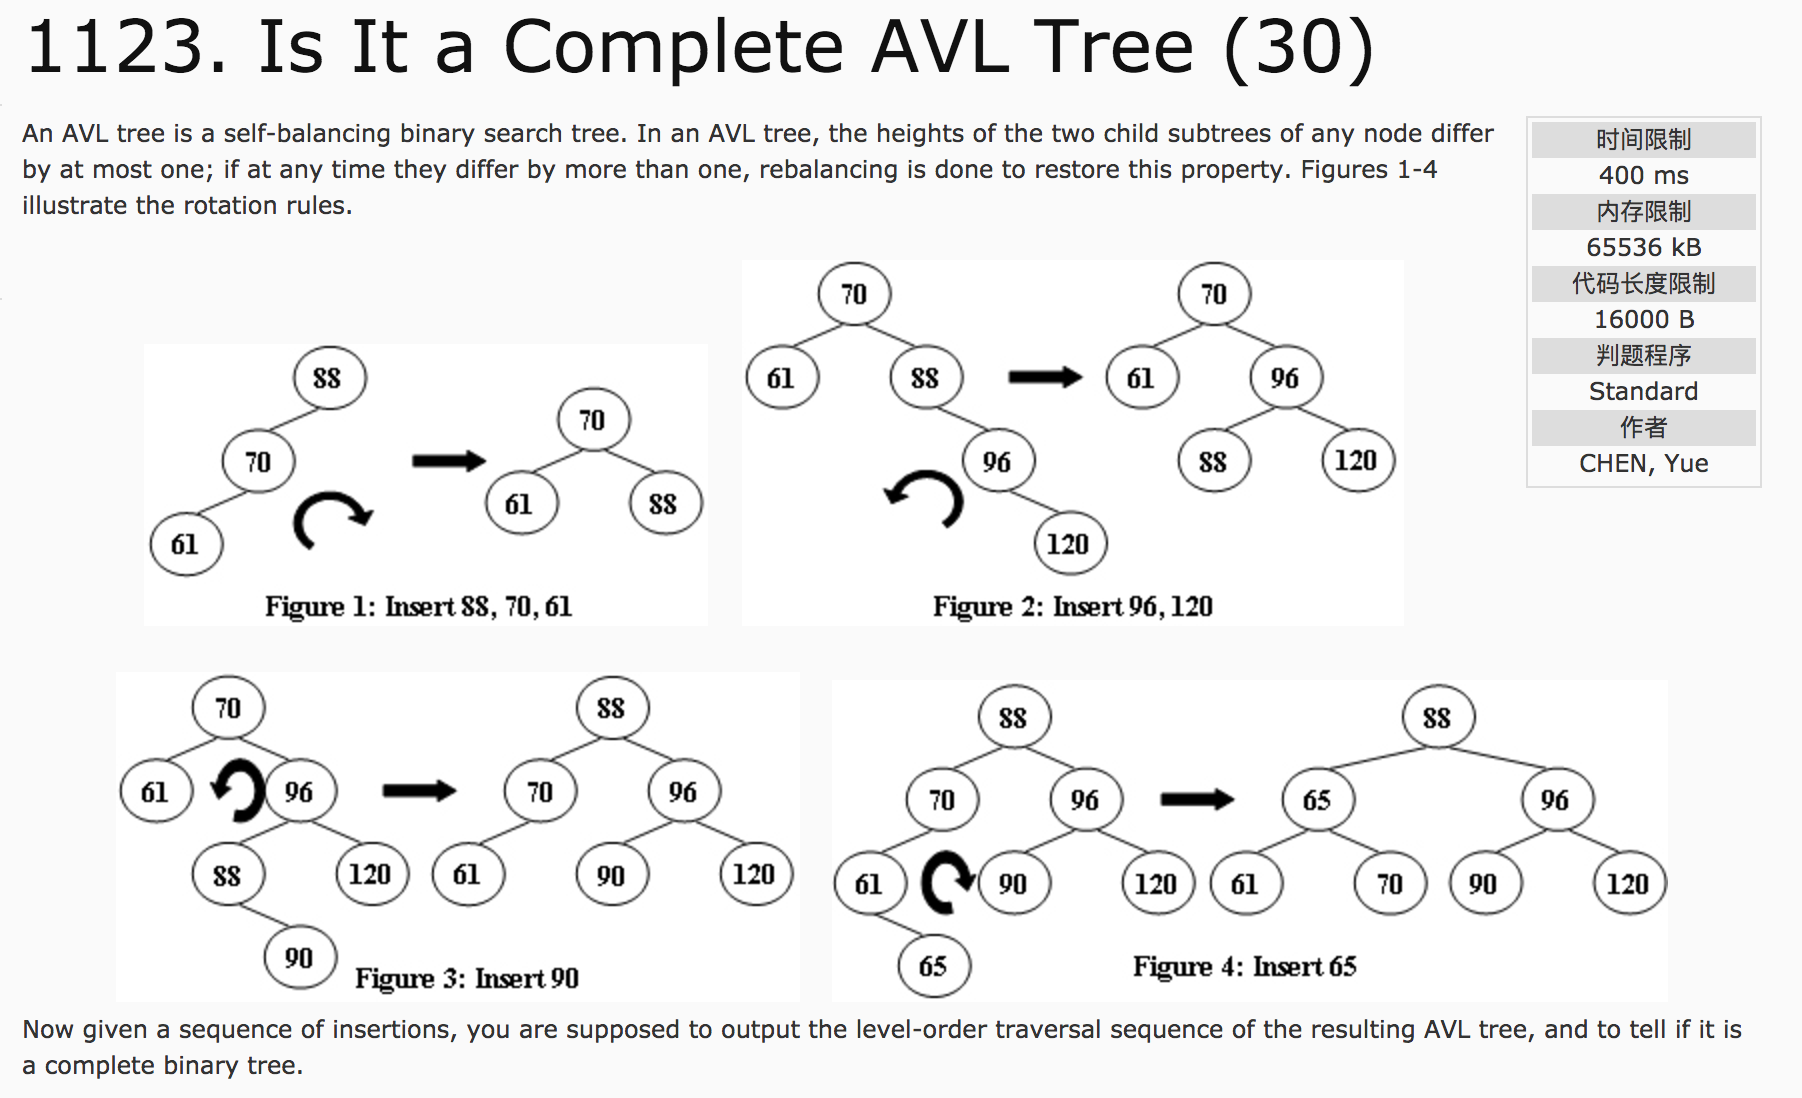 1123. Is It a Complete AVL Tree (30)
An AVL tree is a self-balancing binary search tree. In an AVL tree, the heights of the two child subtrees of any node differ
by at most one; if at any time they differ by more than one, rebalancing is done to restore this property. Figures 1-4
illustrate the rotation rules.
时间限制
400 ms
内存限制
65536 kB
代码长度限制
16000 B
判题程序
Standard
作者
CHEN, Yue
88
70
61
70
61
88
Figure 1: Insert 88, 70, 61
70
61
88
96
120
70
61
96
88
120
Figure 2: Insert 96, 120
70
61
96
88
120
90
88
70
96
61
90
120
Figure 3: Insert 90
88
70
96
61
90
120
65
88
65
96
61
70
90
120
Figure 4: Insert 65
Now given a sequence of insertions, you are supposed to output the level-order traversal sequence of the resulting AVL tree, and to tell if it is
a complete binary tree.